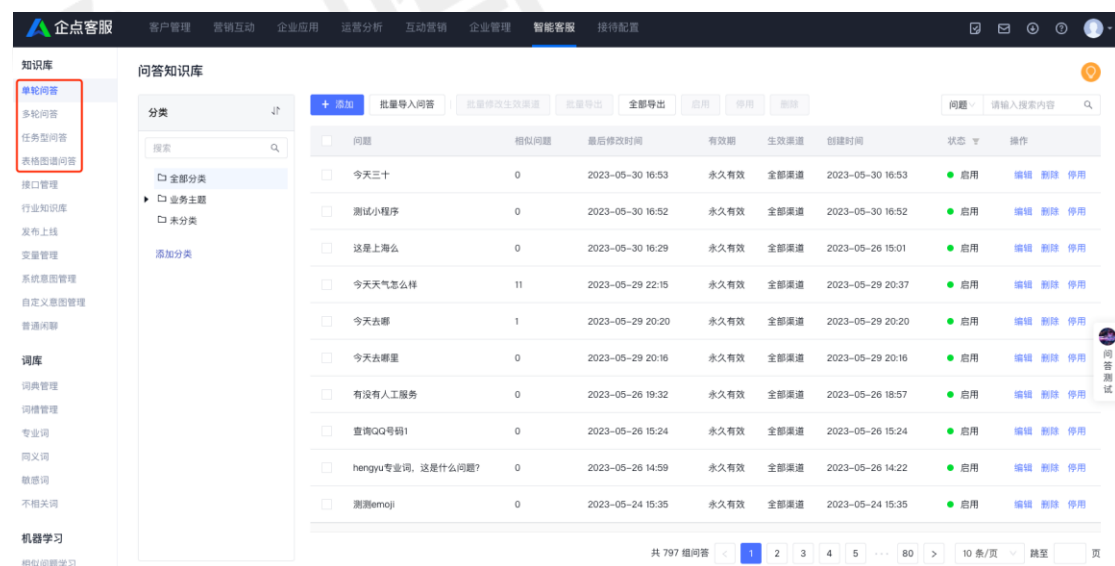 企点客服 客户管理 营销互动 企业应用 运营分析 互动营销 企业管理 智能客服 接待配置
知识库
单轮问答
多轮问答
任务型问答
表格图谱问答
接口管理
行业知识库
发布上线
变量管理
系统意图管理
自定义意图管理
普通闲聊
词库
词典管理
词槽管理
专业词
同义词
敏感词
不相关词
机器学习
相似问题学习
问答知识库
分类
搜索
全部分类
业务主题
未分类
添加分类
+ 添加 批量导入问答 批量修改生效渠道 批量导出 全部导出 启用 停用 删除 问题 请输入搜索内容
问题 相似问题 最后修改时间 有效期 生效渠道 创建时间 状态 操作
今天三十 0 2023-05-30 16:53 永久有效 全部渠道 2023-05-30 16:53 启用 编辑 删除 停用
测试小程序 0 2023-05-30 16:52 永久有效 全部渠道 2023-05-30 16:52 启用 编辑 删除 停用
这是上海么 0 2023-05-30 16:29 永久有效 全部渠道 2023-05-26 15:01 启用 编辑 删除 停用
今天天气怎么样 11 2023-05-29 22:15 永久有效 全部渠道 2023-05-29 20:37 启用 编辑 删除 停用
今天去哪 1 2023-05-29 20:20 永久有效 全部渠道 2023-05-29 20:20 启用 编辑 删除 停用
今天去哪里 0 2023-05-29 20:16 永久有效 全部渠道 2023-05-29 20:16 启用 编辑 删除 停用
有没有人工服务 0 2023-05-26 19:32 永久有效 全部渠道 2023-05-26 18:57 启用 编辑 删除 停用
查询QQ号码1 0 2023-05-26 15:24 永久有效 全部渠道 2023-05-26 15:24 启用 编辑 删除 停用
hengyu专业词，这是什么问题? 0 2023-05-26 14:59 永久有效 全部渠道 2023-05-26 14:22 启用 编辑 删除 停用
测测emoji 0 2023-05-24 15:35 永久有效 全部渠道 2023-05-24 15:35 启用 编辑 删除 停用
共 797 组问答 < 1 2 3 4 5 ··· 80 > 10 条/页 跳至 页
问答测试